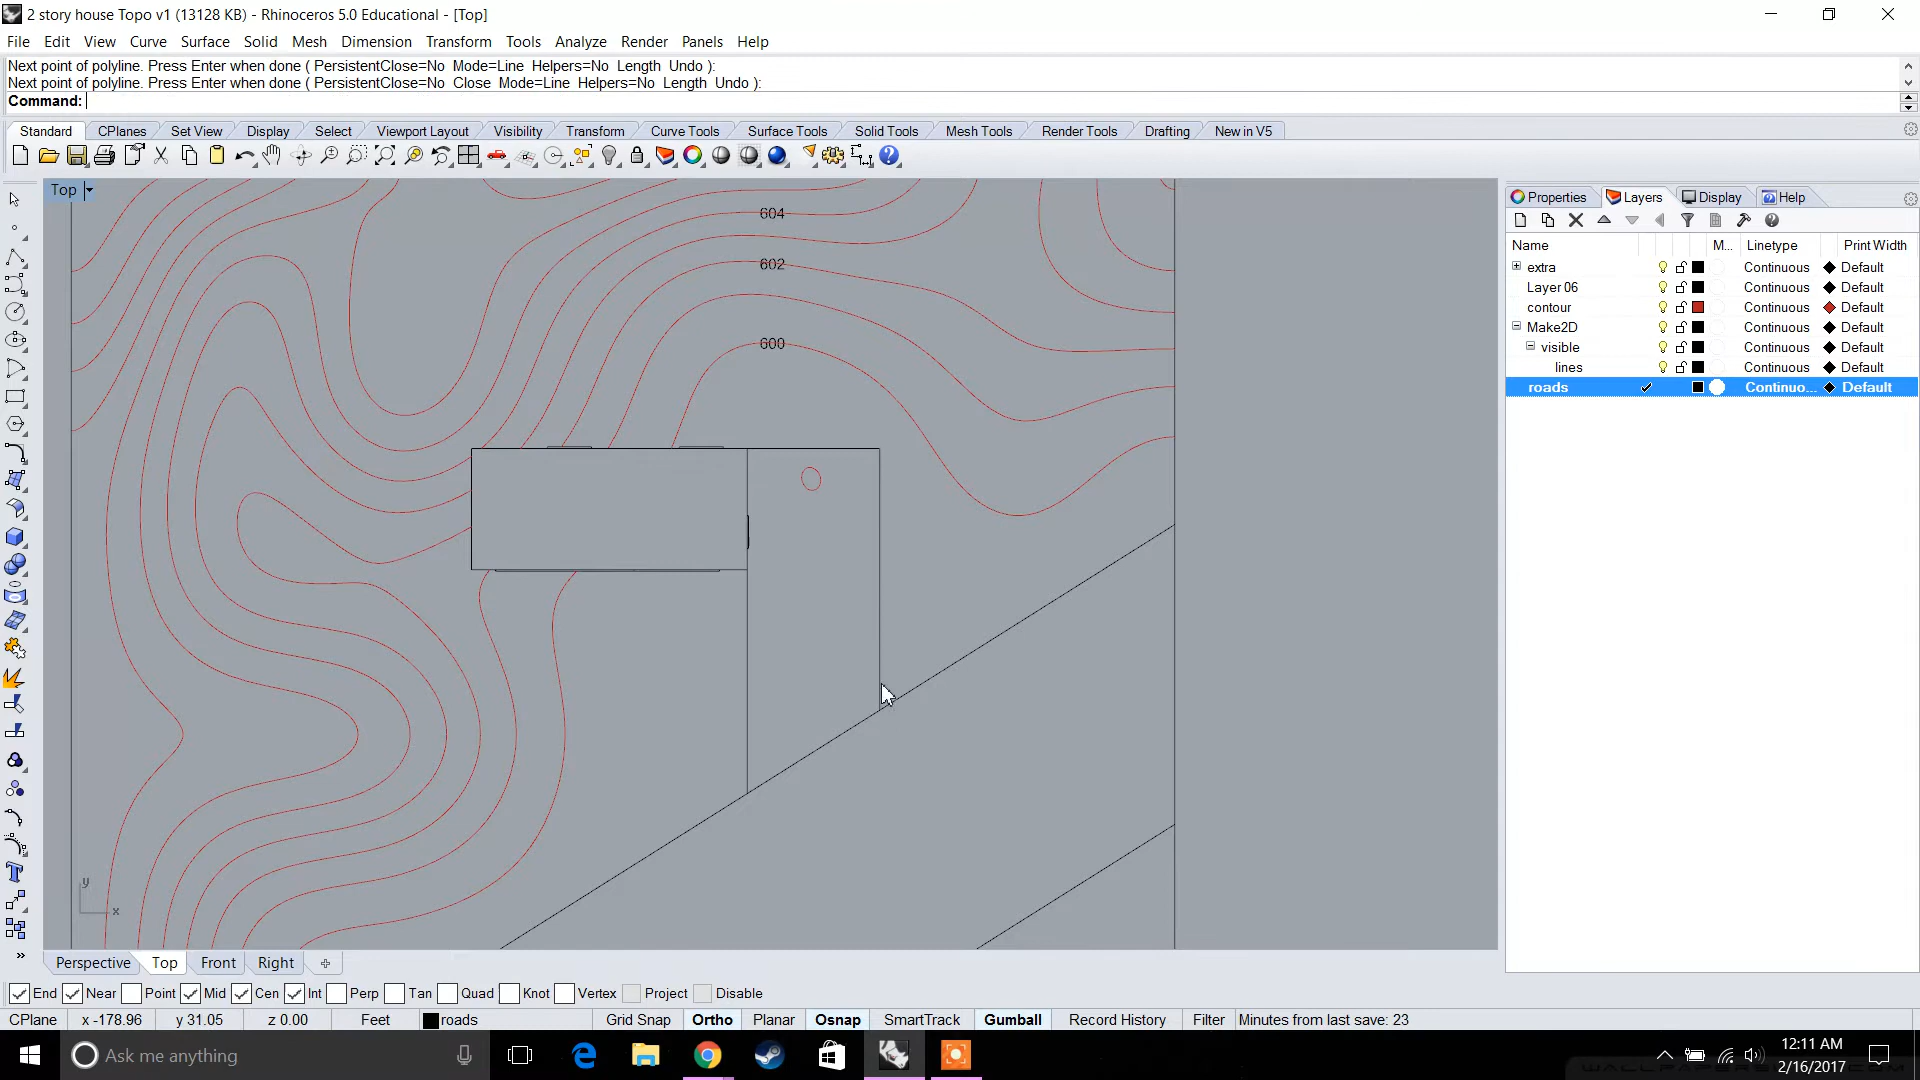 2 story house Topo v1 (13128 KB) - Rhinoceros 5.0 Educational - [Top]
File Edit View Curve Surface Solid Mesh Dimension Transform Tools Analyze Render Panels Help
Next point of polyline. Press Enter when done ( PersistentClose=No Mode=Line Helpers=No Length Undo ):
Next point of polyline. Press Enter when done ( PersistentClose=No Close Mode=Line Helpers=No Length Undo ):
Command:
Standard CPlanes Set View Display Select Viewport Layout Visibility Transform Curve Tools Surface Tools Solid Tools Mesh Tools Render Tools Drafting New in V5
Top
604
602
600
y
x
Properties Layers Display Help
Name M... Linetype Print Width
extra Continuous Default
Layer 06 Continuous Default
contour Continuous Default
Make2D Continuous Default
visible Continuous Default
lines Continuous Default
roads Continuo... Default
Perspective Top Front Right
End Near Point Mid Cen Int Perp Tan Quad Knot Vertex Project Disable
CPlane x -178.96 y 31.05 z 0.00 Feet roads Grid Snap Ortho Planar Osnap SmartTrack Gumball Record History Filter Minutes from last save: 23
Ask me anything
12:11 AM
2/16/2017